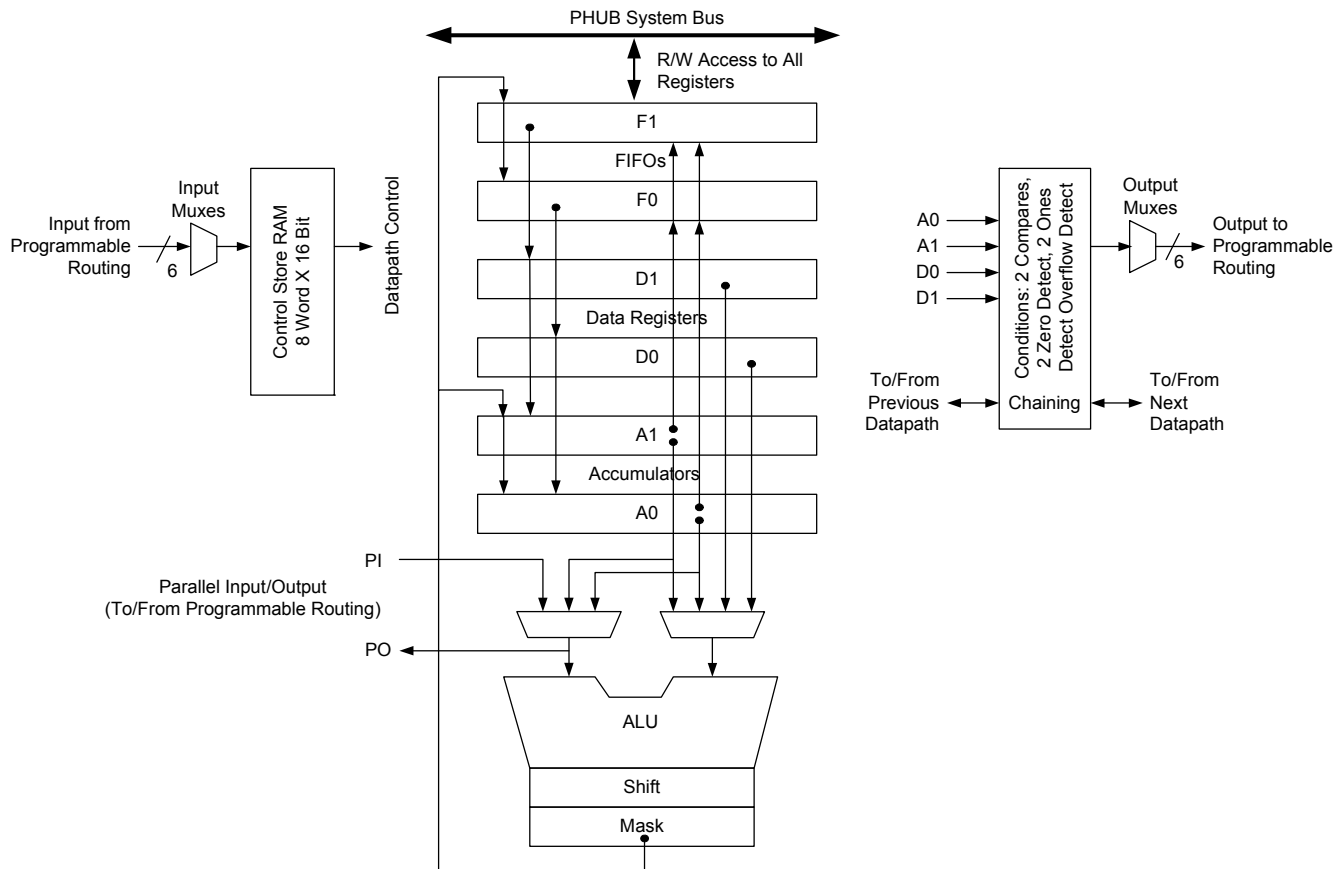 PHUB System Bus
R/W Access to All
Registers
F1
FIFOs
F0
D1
Data Registers
D0
A1
Accumulators
A0
Input from
Programmable
Routing
6
Input
Muxes
Control Store RAM
8 Word X 16 Bit
Datapath Control
A0
A1
D0
D1
Conditions: 2 Compares,
2 Zero Detect, 2 Ones
Detect Overflow Detect
Output
Muxes
6
Output to
Programmable
Routing
To/From
Previous
Datapath
Chaining
To/From
Next
Datapath
PI
Parallel Input/Output
(To/From Programmable Routing)
PO
ALU
Shift
Mask